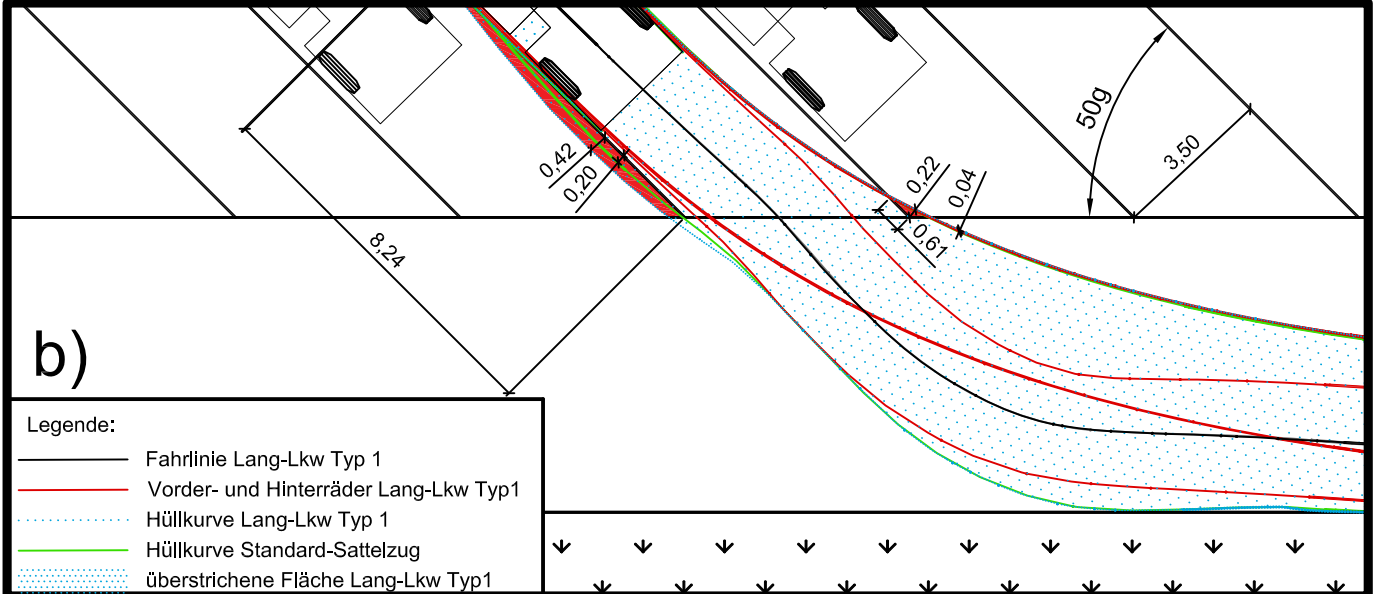 50g
3,50
0,42
0,20
0,22
0,04
0,61
8,24
b)
Legende:
Fahrlinie Lang-Lkw Typ 1
Vorder- und Hinterräder Lang-Lkw Typ1
Hüllkurve Lang-Lkw Typ 1
Hüllkurve Standard-Sattelzug
überstrichene Fläche Lang-Lkw Typ1